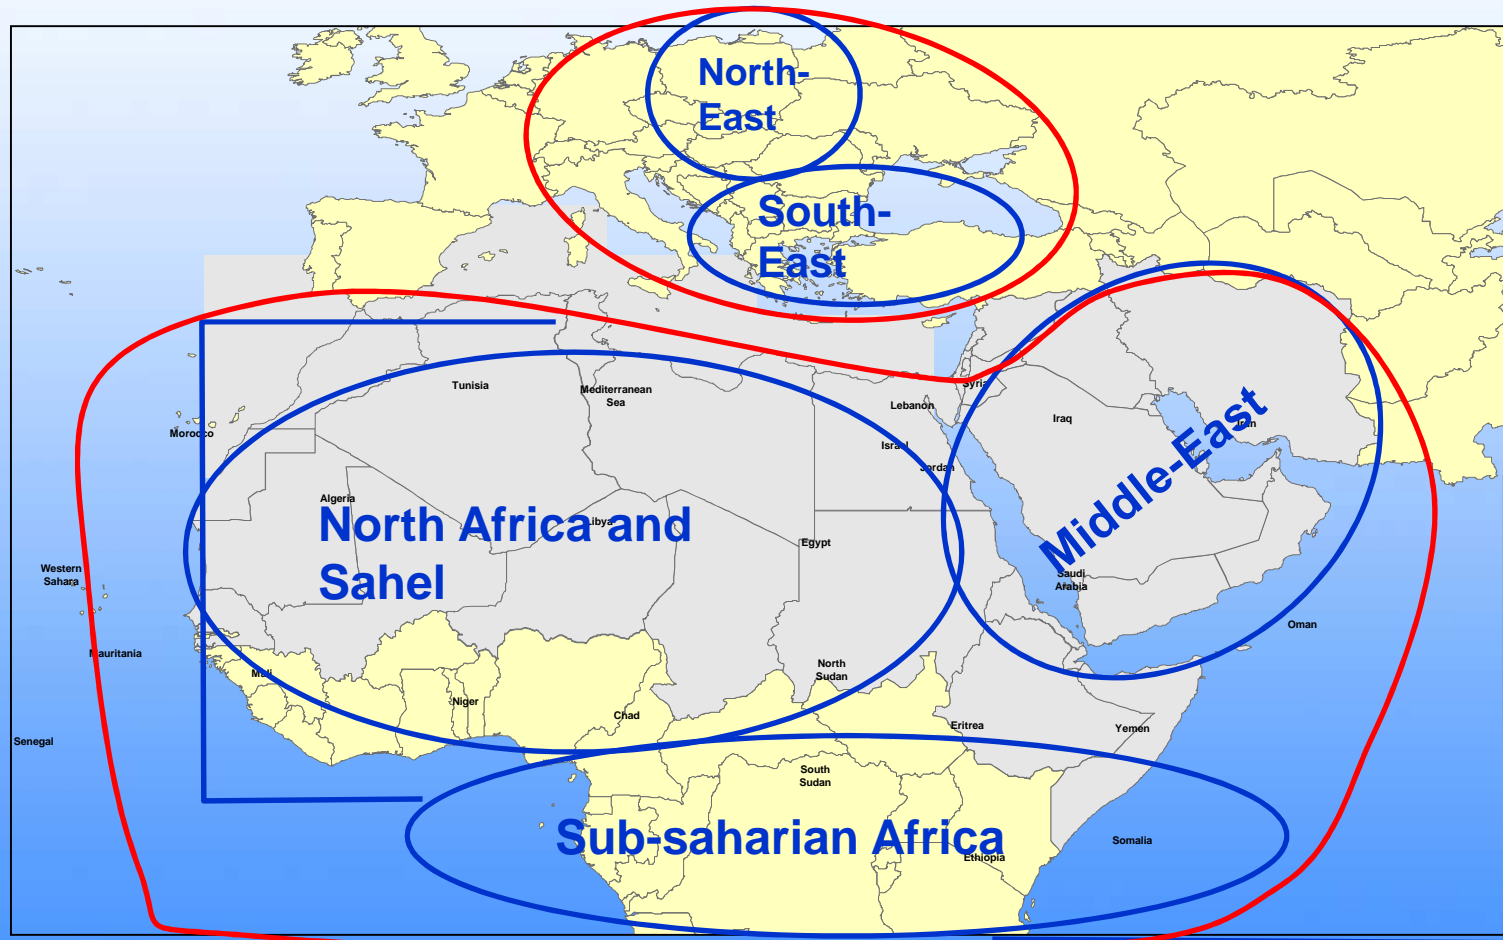 North-
East
South-
East
Tunisia
Mediterranean
Sea
Syria
Lebanon
Iraq
Iran
Morocco
Israel
Jordan
Middle-East
Algeria
North Africa and
Sahel
Libya
Egypt
Western
Sahara
Saudi
Arabia
Oman
Mauritania
Mali
North
Sudan
Niger
Chad
Eritrea
Yemen
Senegal
South
Sudan
Sub-saharian Africa
Somalia
Ethiopia